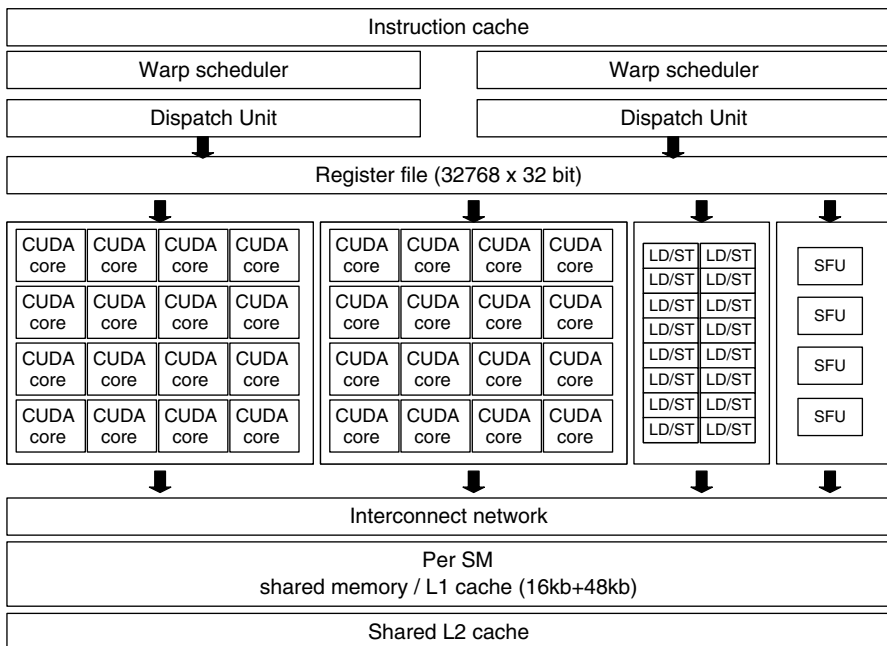 Instruction cache
Warp scheduler Warp scheduler
Dispatch Unit Dispatch Unit
Register file (32768 x 32 bit)
CUDA CUDA CUDA CUDA CUDA CUDA CUDA CUDA
core core core core core core core core
CUDA CUDA CUDA CUDA CUDA CUDA CUDA CUDA
core core core core core core core core
CUDA CUDA CUDA CUDA CUDA CUDA CUDA CUDA
core core core core core core core core
CUDA CUDA CUDA CUDA CUDA CUDA CUDA CUDA
core core core core core core core core
LD/ST LD/ST
LD/ST LD/ST
LD/ST LD/ST
LD/ST LD/ST
LD/ST LD/ST
LD/ST LD/ST
LD/ST LD/ST
LD/ST LD/ST
SFU
SFU
SFU
SFU
Interconnect network
Per SM
shared memory / L1 cache (16kb+48kb)
Shared L2 cache